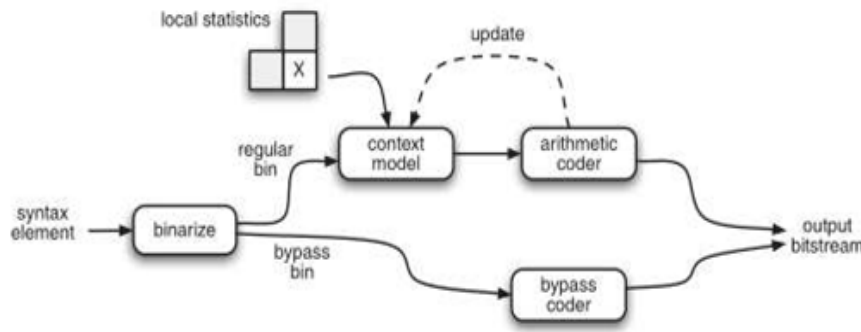 local statistics
X
update
regular
bin
context
model
arithmetic
coder
syntax
element
binarize
output
bitstream
bypass
bin
bypass
coder